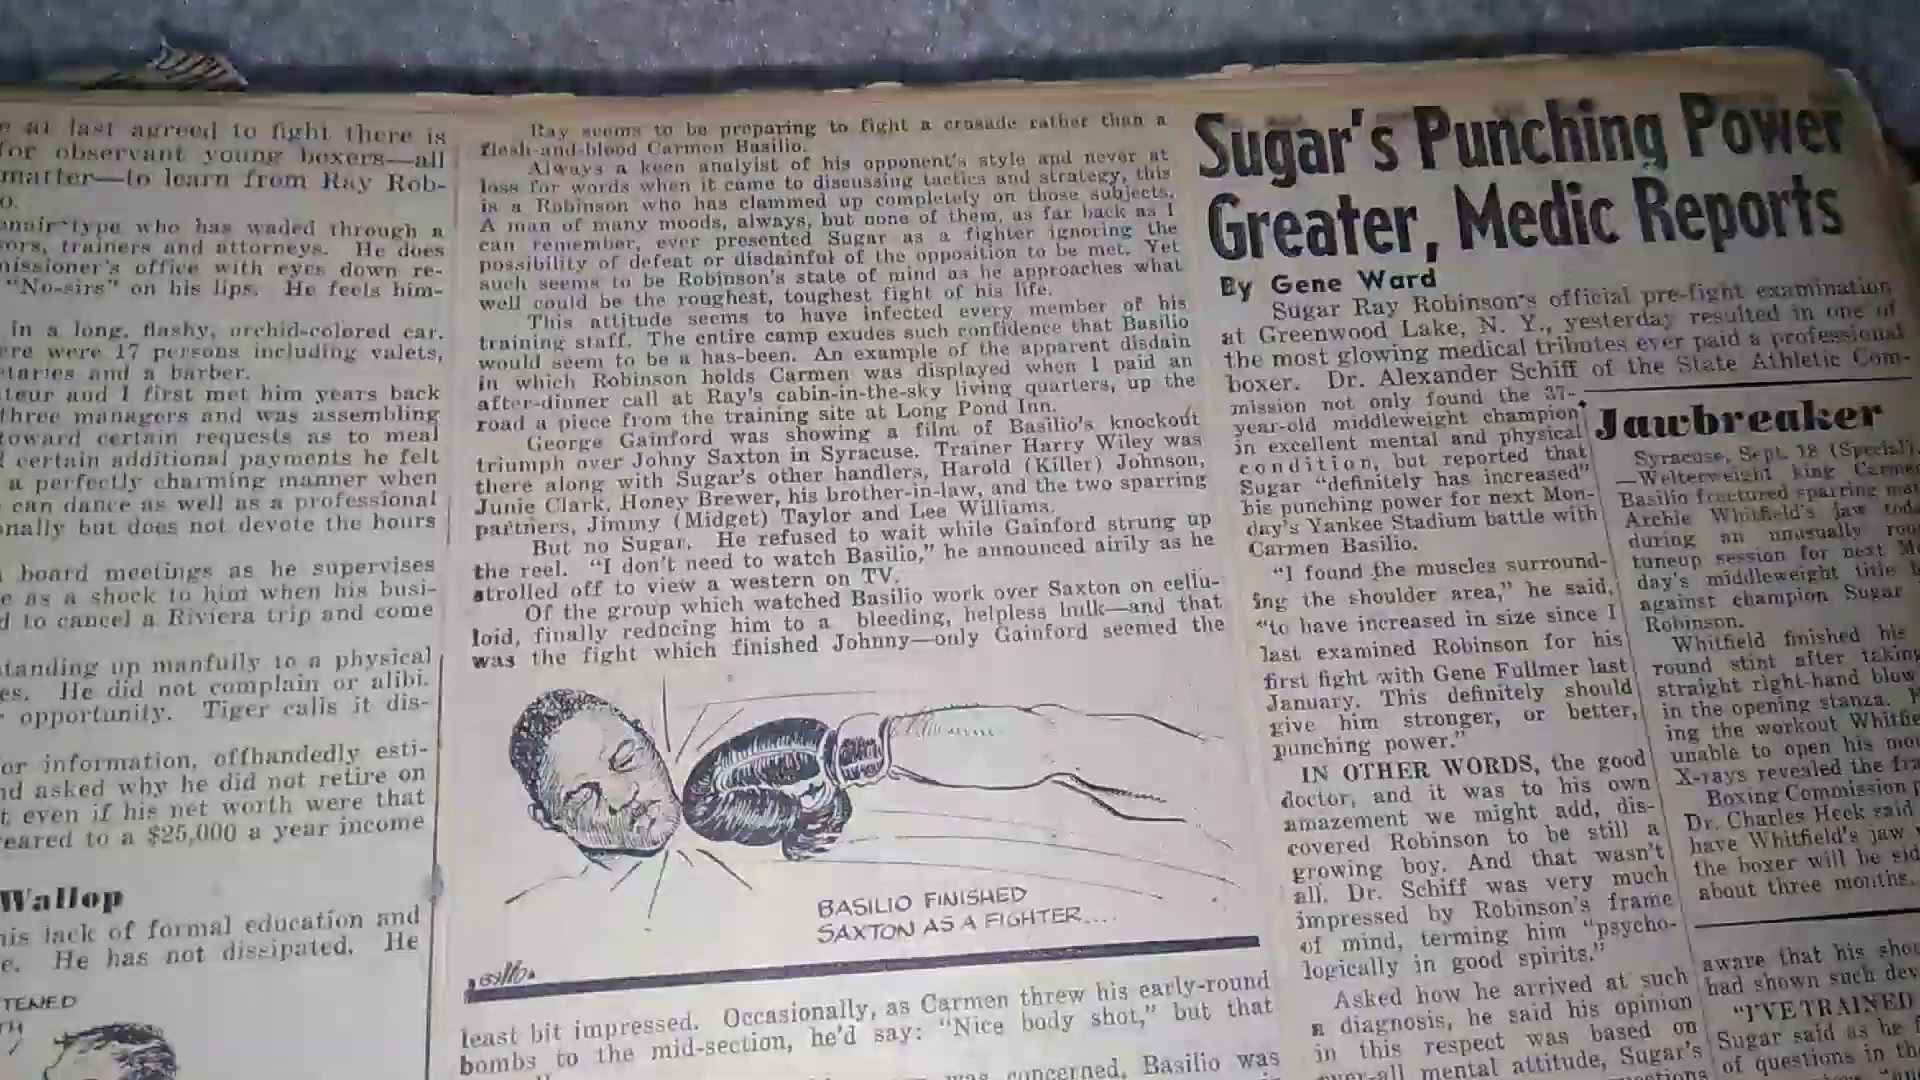 at last agreed to fight there is
for observant young boxers—all
matter—to learn from Ray Rob-
o.
type who has waded through a
sors, trainers and attorneys. He does
missioner's office with eyes down re-
"No-sirs" on his lips. He feels him-
in a long, flashy, orchid-colored car.
ere were 17 persons including valets,
taries and a barber.
teur and I first met him years back
three managers and was assembling
toward certain requests as to meal
certain additional payments he felt
a perfectly charming manner when
can dance as well as a professional
onally but does not devote the hours
board meetings as he supervises
e as a shock to him when his busi-
d to cancel a Riviera trip and come
tanding up manfully to a physical
es. He did not complain or alibi.
opportunity. Tiger calls it dis-
or information, offhandedly esti-
nd asked why he did not retire on
t even if his net worth were that
eared to a $25,000 a year income
Wallop
his lack of formal education and
e. He has not dissipated. He
TENED
Ray seems to be preparing to fight a crusade rather than a
flesh-and-blood Carmen Basilio.
Always a keen analyist of his opponent's style and never at
loss for words when it came to discussing tactics and strategy, this
is a Robinson who has clammed up completely on those subjects.
A man of many moods, always, but none of them, as far back as I
can remember, ever presented Sugar as a fighter ignoring the
possibility of defeat or disdainful of the opposition to be met. Yet
such seems to be Robinson's state of mind as he approaches what
well could be the roughest, toughest fight of his life.
This attitude seems to have infected every member of his
training staff. The entire camp exudes such confidence that Basilio
would seem to be a has-been. An example of the apparent disdain
in which Robinson holds Carmen was displayed when I paid an
after-dinner call at Ray's cabin-in-the-sky living quarters, up the
road a piece from the training site at Long Pond Inn.
George Gainford was showing a film of Basilio's knockout
triumph over Johny Saxton in Syracuse. Trainer Harry Wiley was
there along with Sugar's other handlers, Harold (Killer) Johnson,
Junie Clark, Honey Brewer, his brother-in-law, and the two sparring
partners, Jimmy (Midget) Taylor and Lee Williams.
But no Sugar. He refused to wait while Gainford strung up
the reel. "I don't need to watch Basilio," he announced airily as he
strolled off to view a western on TV.
Of the group which watched Basilio work over Saxton on cellu-
loid, finally reducing him to a bleeding, helpless hulk—and that
was the fight which finished Johnny—only Gainford seemed the
BASILIO FINISHED
SAXTON AS A FIGHTER....
least bit impressed. Occasionally, as Carmen threw his early-round
bombs to the mid-section, he'd say: "Nice body shot," but that
was concerned, Basilio was
Sugar's Punching Power
Greater, Medic Reports
By Gene Ward
Sugar Ray Robinson's official pre-fight examination
at Greenwood Lake, N. Y., yesterday resulted in one of
the most glowing medical tributes ever paid a professional
boxer. Dr. Alexander Schiff of the State Athletic Com-
mission not only found the 37-
year-old middleweight champion
in excellent mental and physical
condition, but reported that
Sugar "definitely has increased"
his punching power for next Mon-
day's Yankee Stadium battle with
Carmen Basilio.
"I found the muscles surround-
ing the shoulder area," he said,
"to have increased in size since I
last examined Robinson for his
first fight with Gene Fullmer last
January. This definitely should
give him stronger, or better,
punching power."
IN OTHER WORDS, the good
doctor, and it was to his own
amazement we might add, dis-
covered Robinson to be still a
growing boy. And that wasn't
all. Dr. Schiff was very much
impressed by Robinson's frame
of mind, terming him "psycho-
logically in good spirits."
Asked how he arrived at such
a diagnosis, he said his opinion
in this respect was based on
over-all mental attitude, Sugar's
Jawbreaker
Syracuse, Sept. 18 (Special).
—Welterweight king Carmen
Basilio fractured sparring mat
Archie Whitfield's jaw tod
during an unusually rou
tuneup session for next M
day's middleweight title b
against champion Sugar
Robinson.
Whitfield finished his
round stint after taking
straight right-hand blow
in the opening stanza.
ing the workout Whitfie
unable to open his mou
X-rays revealed the fra
Boxing Commission p
Dr. Charles Heck said
have Whitfield's jaw
the boxer will be sid
about three months.
aware that his shou
had shown such dev
"I'VE TRAINED
Sugar said as he
of questions in the